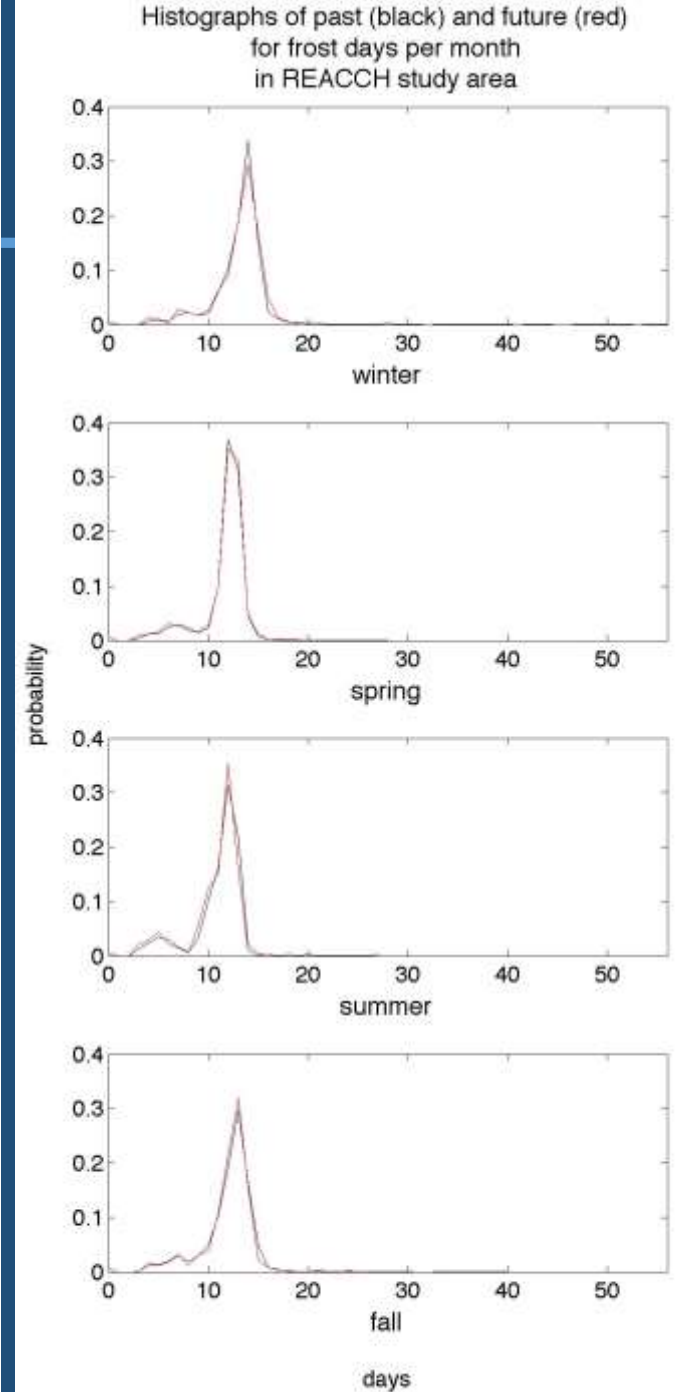 Histographs of past (black) and future (red)
for frost days per month
in REACCH study area
0.4
0.3
0.2
0.1
0
0 10 20 30 40 50
winter
0.4
0.3
0.2
0.1
0
0 10 20 30 40 50
spring
probability
0.4
0.3
0.2
0.1
0
0 10 20 30 40 50
summer
0.4
0.3
0.2
0.1
0
0 10 20 30 40 50
fall
days